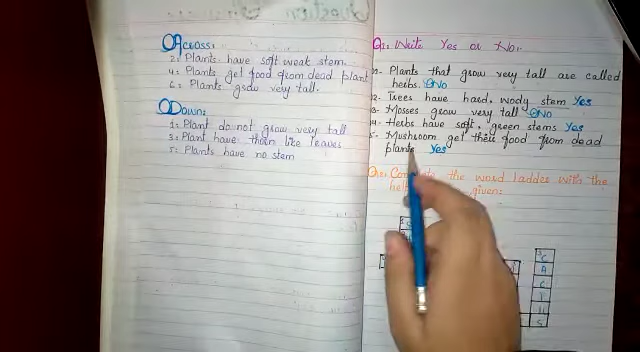 Across:
2: Plants have soft weak stem.
4: Plants get food from dead plant
6: Plants grow very tall.
Down:
1: Plant do not grow very tall
3: Plant have thorn like leaves
5: Plants have no stem
Q1: Write Yes or No:
1- Plants that grow very tall are called
herbs. No
2- Trees have hard, wody stem Yes
3- Mosses grow very tall No
4- Herbs have soft, green stems Yes
5- Mushroom get their food from dead
plants Yes
the word ladder with the
given:
C
A
C
T
U
S